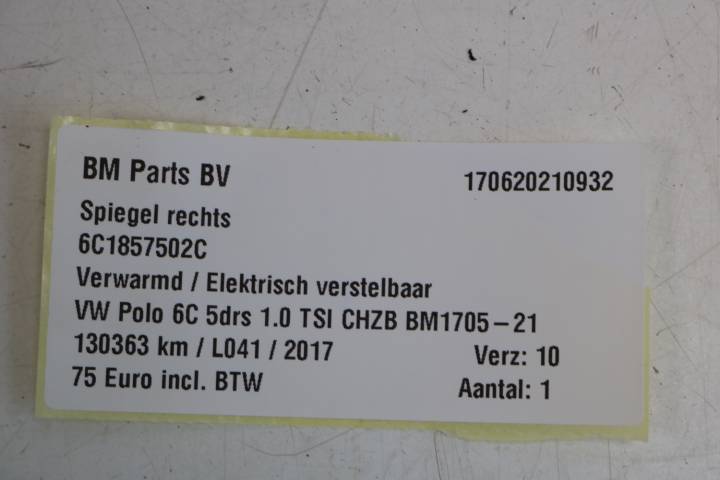 BM Parts BV 170620210932
Spiegel rechts
6C1857502C
Verwarmd / Elektrisch verstelbaar
VW Polo 6C 5drs 1.0 TSI CHZB BM1705-21
130363 km / L041 / 2017 Verz: 10
75 Euro incl. BTW Aantal: 1